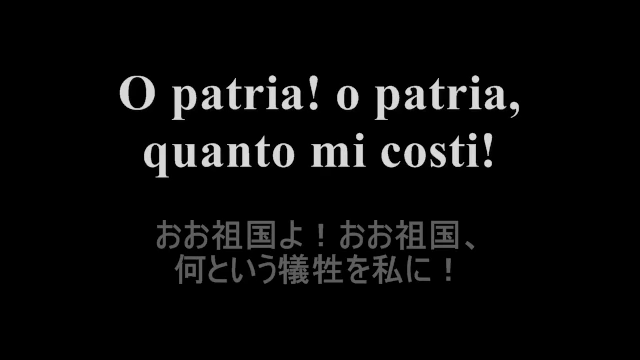 O patria! o patria,
quanto mi costi!
おお祖国よ！おお祖国、
何という犠牲を私に！